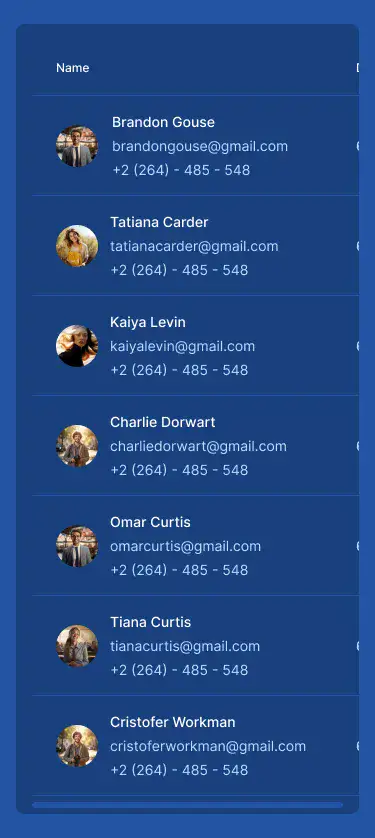 Name
Brandon Gouse
brandongouse@gmail.com
+2 (264) - 485 - 548
Tatiana Carder
tatianacarder@gmail.com
+2 (264) - 485 - 548
Kaiya Levin
kaiyalevin@gmail.com
+2 (264) - 485 - 548
Charlie Dorwart
charliedorwart@gmail.com
+2 (264) - 485 - 548
Omar Curtis
omarcurtis@gmail.com
+2 (264) - 485 - 548
Tiana Curtis
tianacurtis@gmail.com
+2 (264) - 485 - 548
Cristofer Workman
cristoferworkman@gmail.com
+2 (264) - 485 - 548